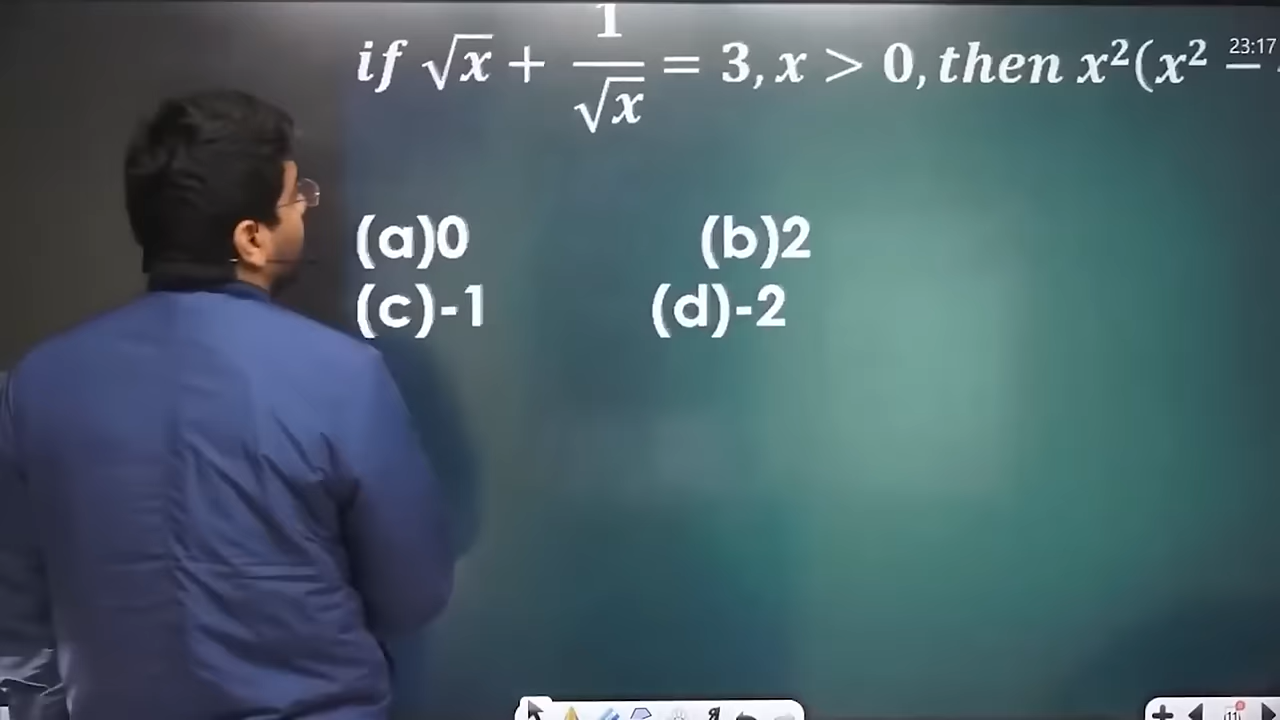 if √x + 1/√x = 3, x > 0, then x²(x² −
23:17
(a)0 (b)2
(c)-1 (d)-2